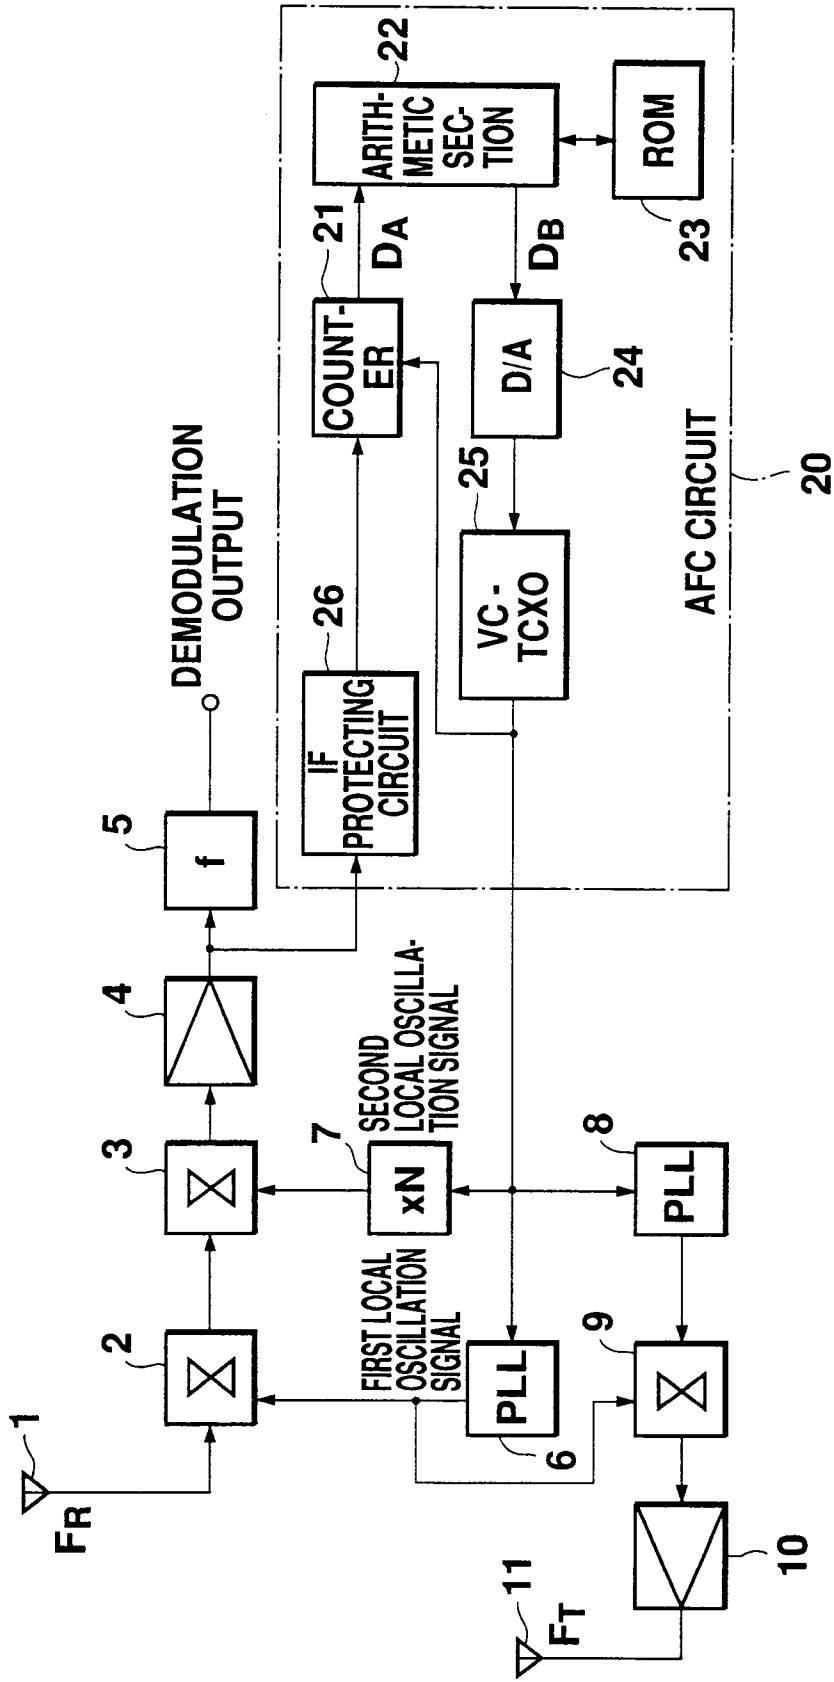 1
FR
2
3
4
5
DEMODULATION
OUTPUT
FIRST LOCAL
OSCILLATION
SIGNAL
7
xN
SECOND
LOCAL OSCILLA-
TION SIGNAL
26
IF
PROTECTING
CIRCUIT
21
COUNT-
ER
DA
22
ARITH-
METIC
SEC-
TION
f
PLL
6
25
VC-
TCXO
D/A
24
DB
ROM
23
11
FT
10
9
8
PLL
AFC CIRCUIT
20